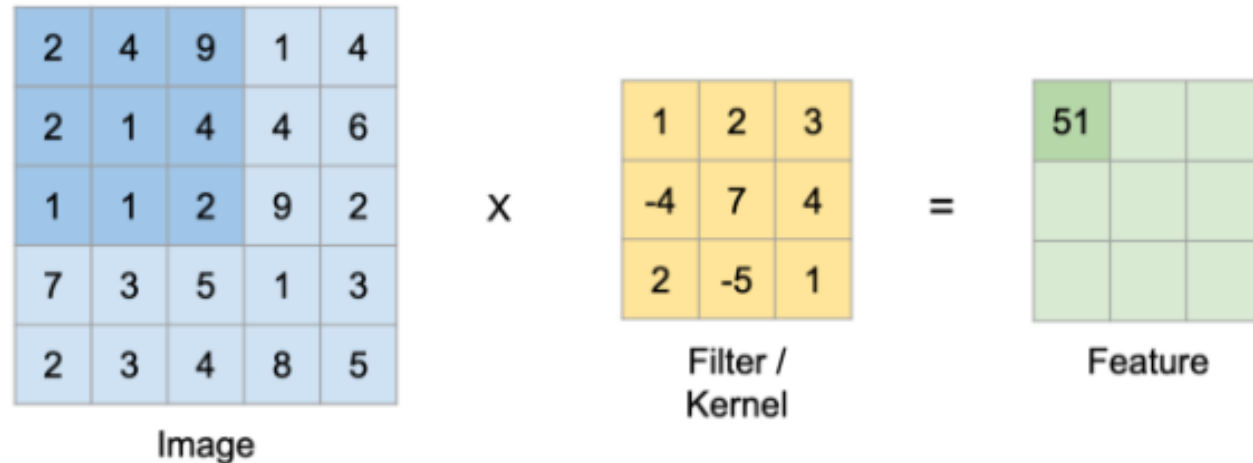 2 4 9 1 4
2 1 4 4 6
1 1 2 9 2
7 3 5 1 3
2 3 4 8 5
Image
x
1 2 3
-4 7 4
2 -5 1
Filter /
Kernel
=
51
Feature